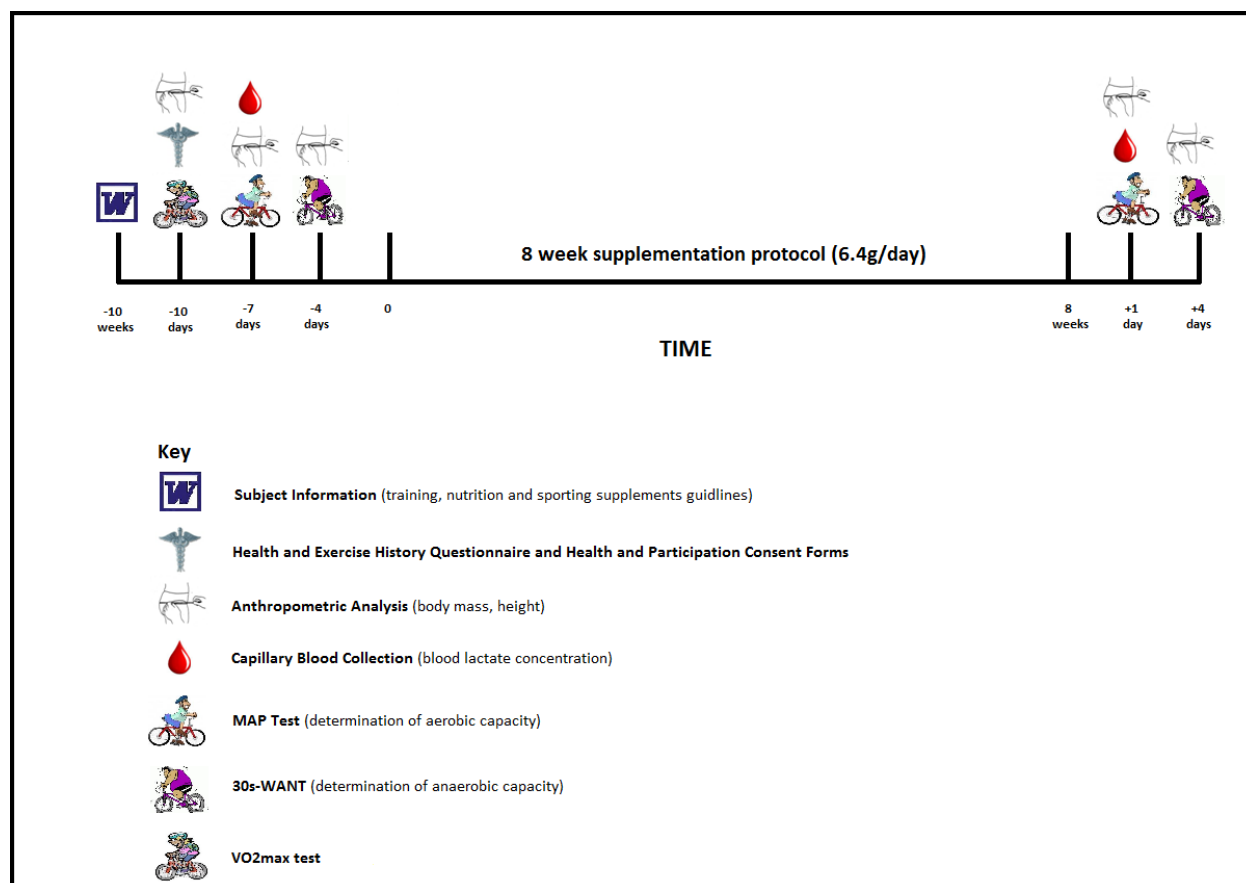 W
8 week supplementation protocol (6.4g/day)
-10 weeks
-10 days
-7 days
-4 days
0
8 weeks
+1 day
+4 days
TIME
Key
W
Subject Information (training, nutrition and sporting supplements guidlines)
Health and Exercise History Questionnaire and Health and Participation Consent Forms
Anthropometric Analysis (body mass, height)
Capillary Blood Collection (blood lactate concentration)
MAP Test (determination of aerobic capacity)
30s-WANT (determination of anaerobic capacity)
VO2max test